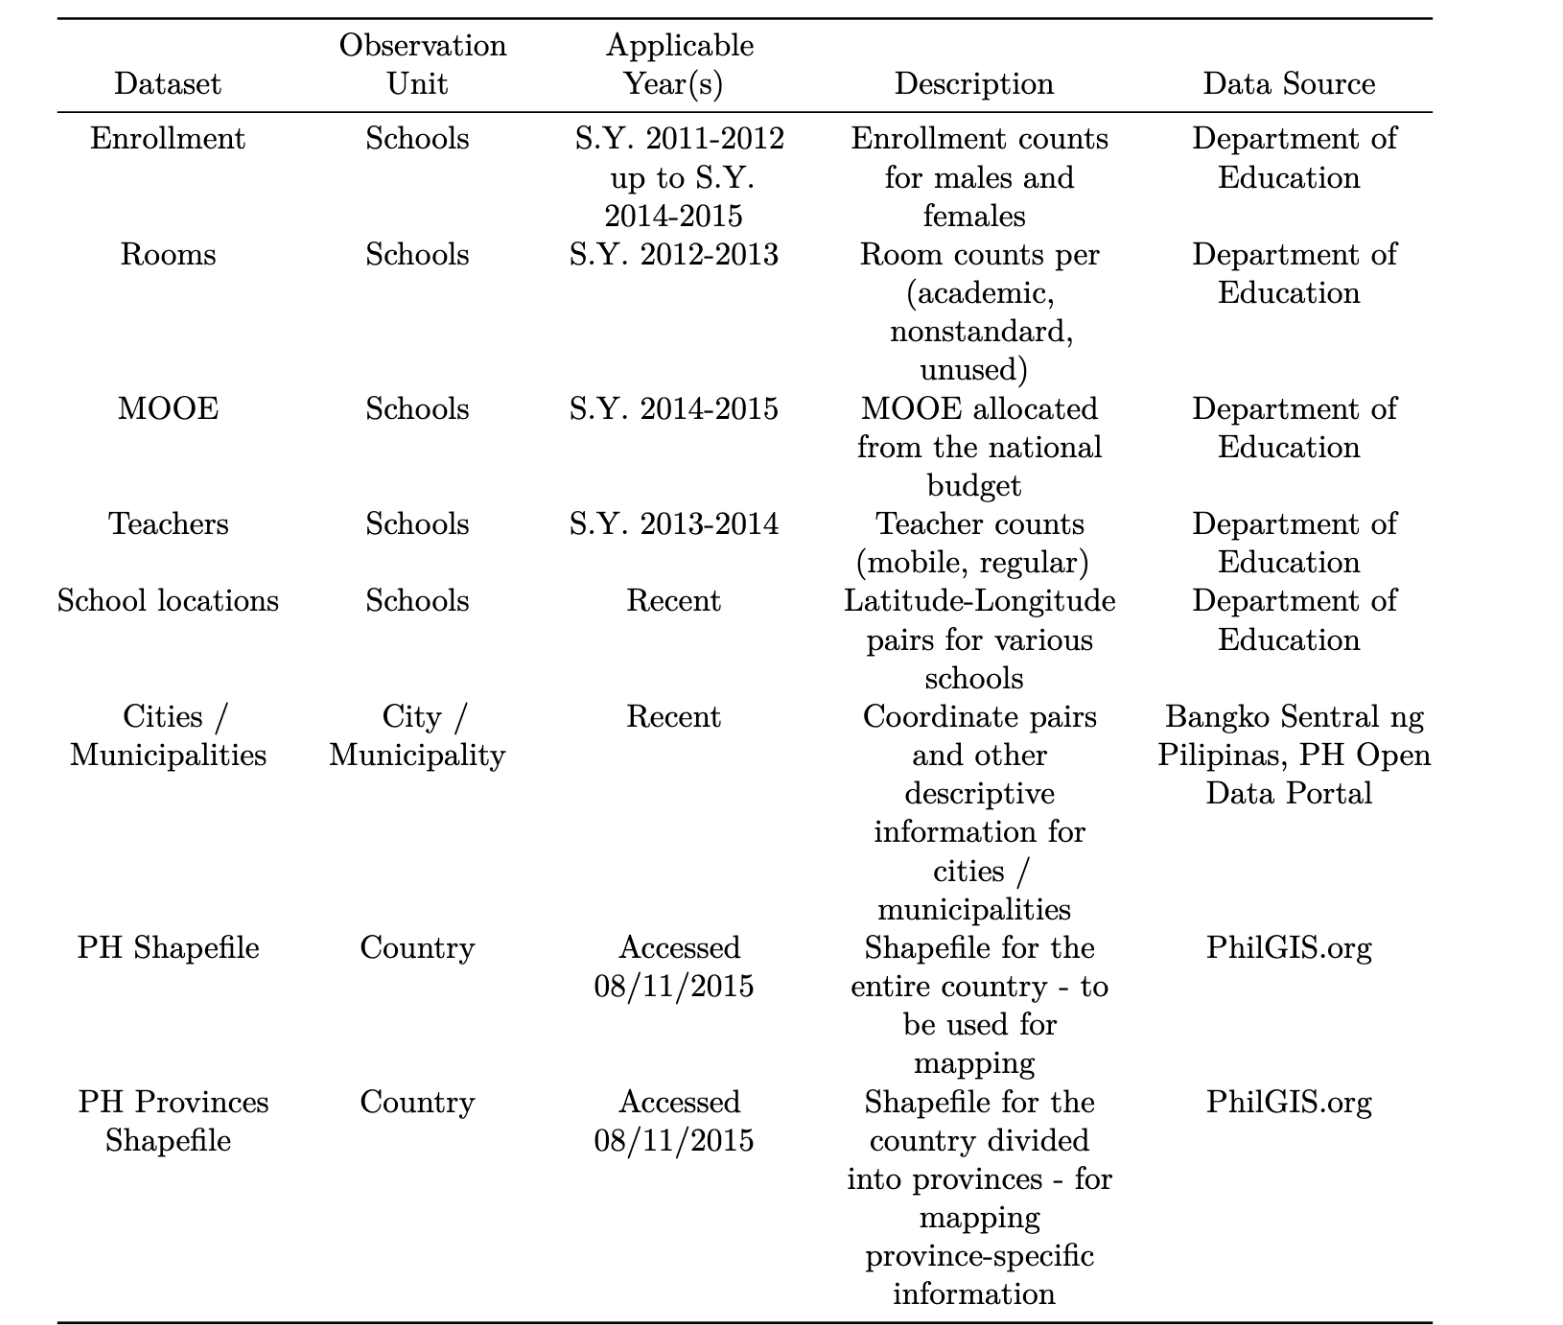 Dataset Observation Unit Applicable Year(s) Description Data Source
Enrollment Schools S.Y. 2011-2012 up to S.Y. 2014-2015 Enrollment counts for males and females Department of Education
Rooms Schools S.Y. 2012-2013 Room counts per (academic, nonstandard, unused) Department of Education
MOOE Schools S.Y. 2014-2015 MOOE allocated from the national budget Department of Education
Teachers Schools S.Y. 2013-2014 Teacher counts (mobile, regular) Department of Education
School locations Schools Recent Latitude-Longitude pairs for various schools Department of Education
Cities / Municipalities City / Municipality Recent Coordinate pairs and other descriptive information for cities / municipalities Bangko Sentral ng Pilipinas, PH Open Data Portal
PH Shapefile Country Accessed 08/11/2015 Shapefile for the entire country - to be used for mapping PhilGIS.org
PH Provinces Shapefile Country Accessed 08/11/2015 Shapefile for the country divided into provinces - for mapping province-specific information PhilGIS.org